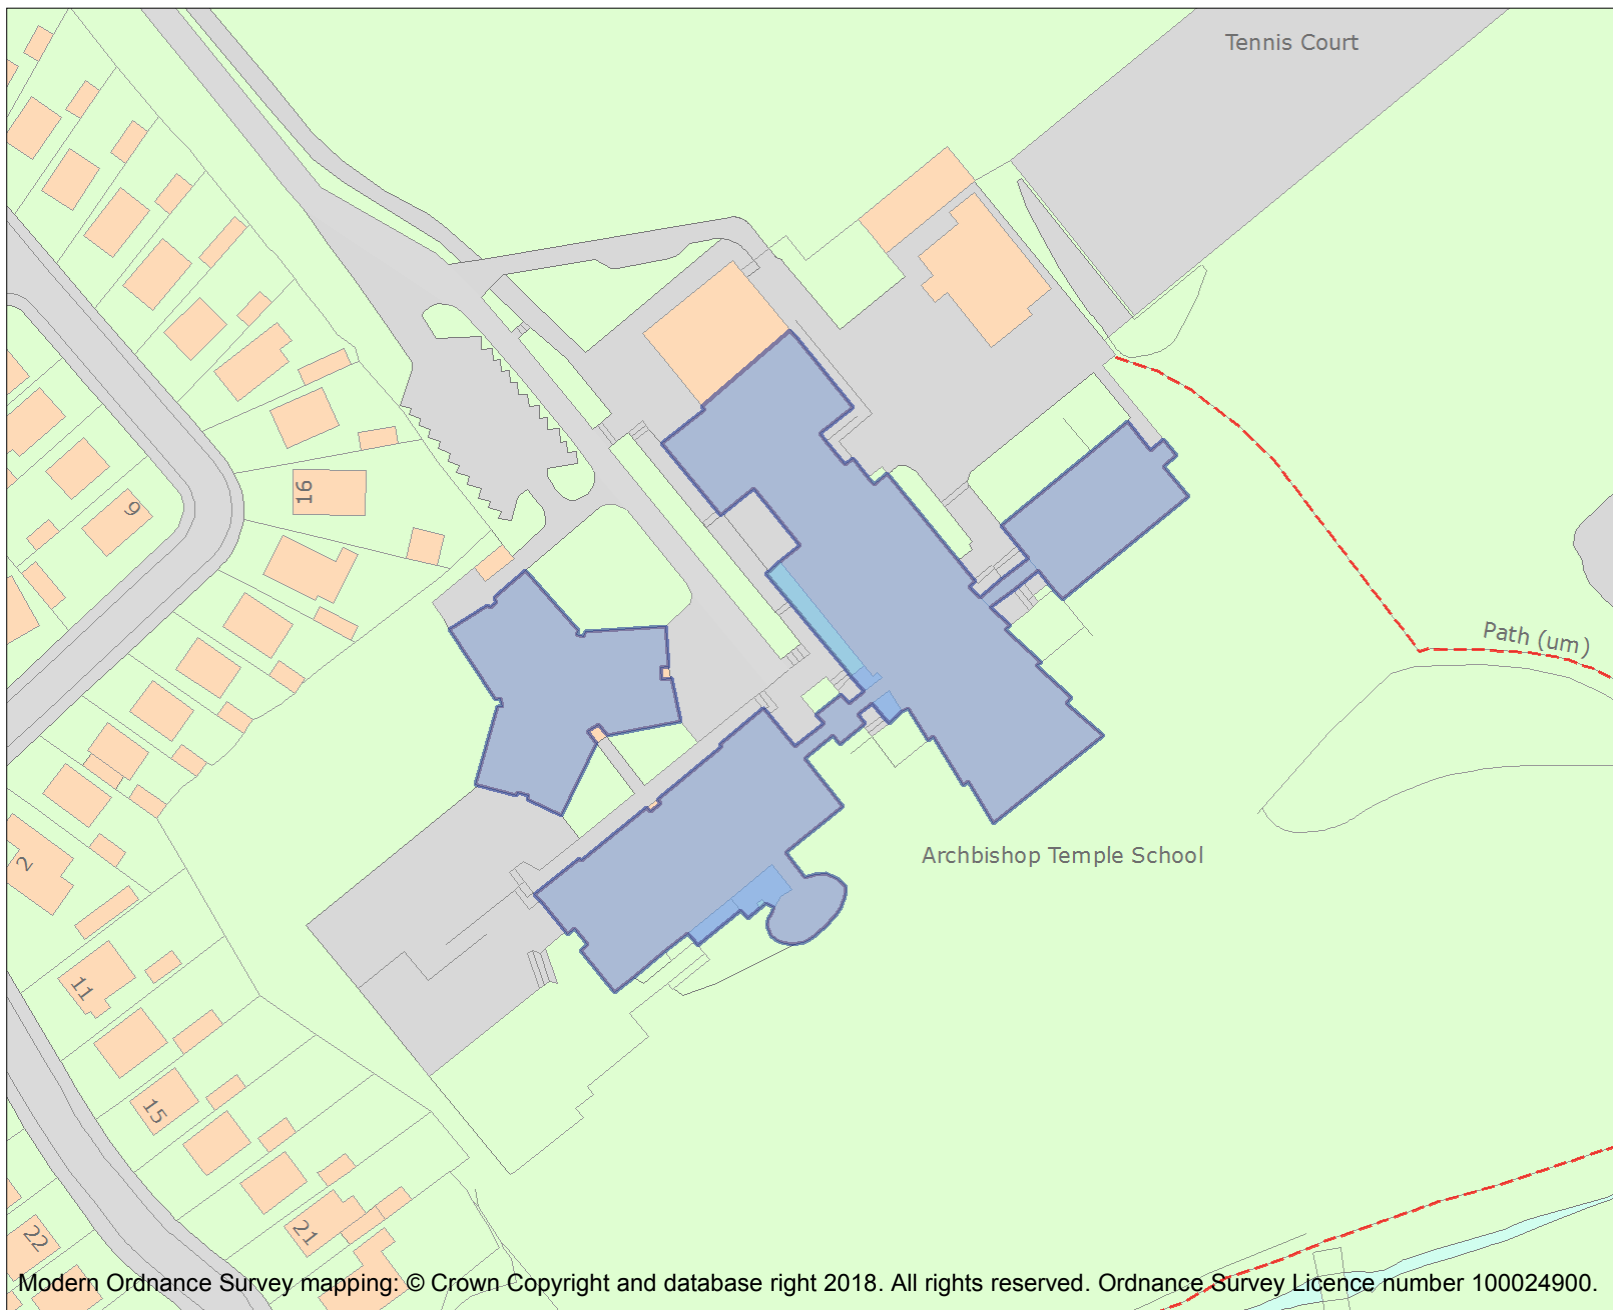 Tennis Court
16
9
Path (um)
2
Archbishop Temple School
11
15
21
22
Modern Ordnance Survey mapping: © Crown Copyright and database right 2018. All rights reserved. Ordnance Survey Licence number 100024900.